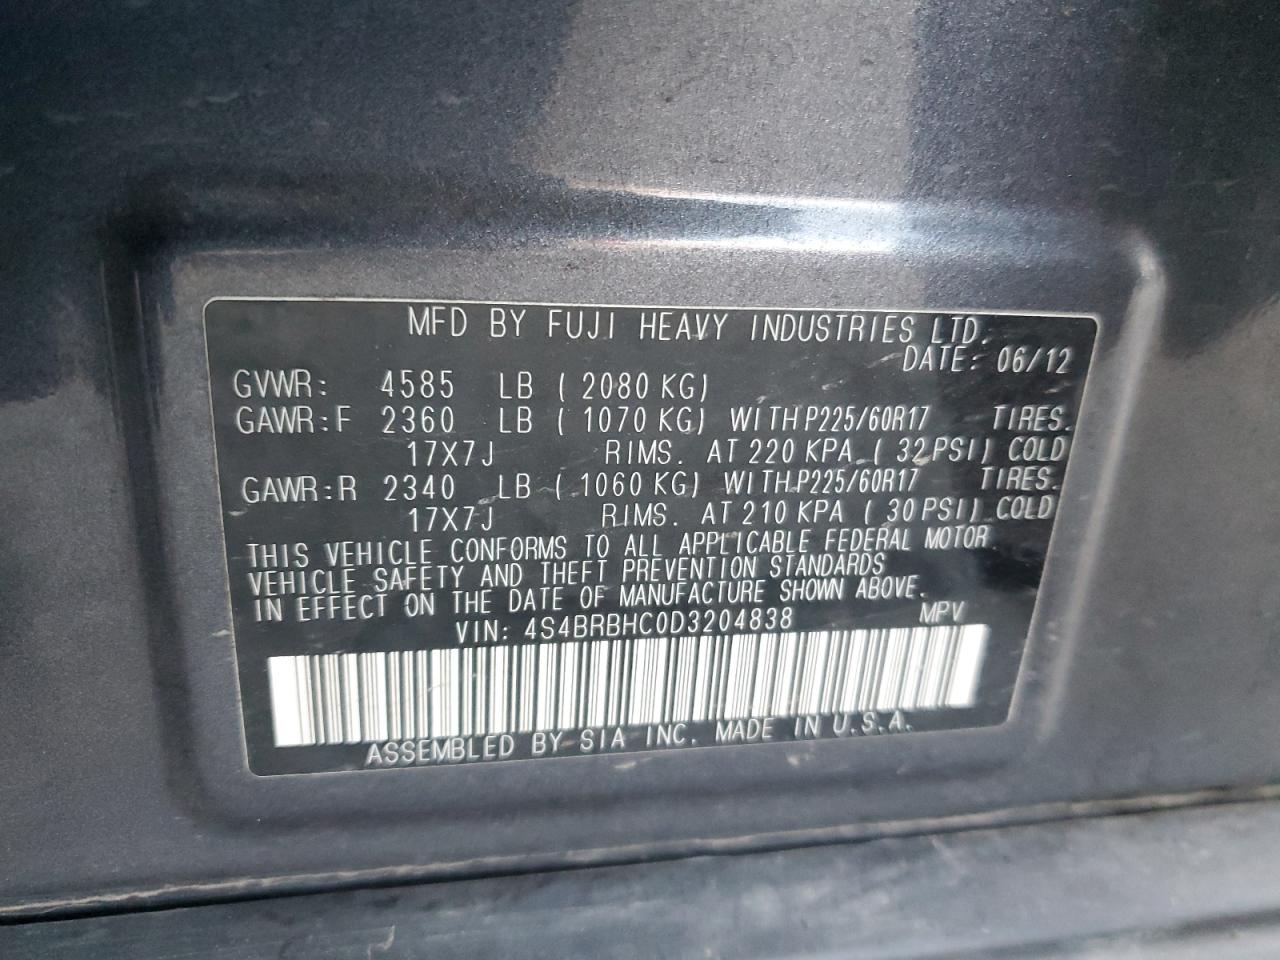 MFD BY FUJI HEAVY INDUSTRIES LTD.
DATE: 06/12
GVWR: 4585 LB ( 2080 KG)
GAWR:F 2360 LB ( 1070 KG) WITH P225/60R17 TIRES.
17X7J RIMS. AT 220 KPA ( 32 PSI) COLD
GAWR:R 2340 LB ( 1060 KG) WITH P225/60R17 TIRES.
17X7J RIMS. AT 210 KPA ( 30 PSI) COLD
THIS VEHICLE CONFORMS TO ALL APPLICABLE FEDERAL MOTOR
VEHICLE SAFETY AND THEFT PREVENTION STANDARDS
IN EFFECT ON THE DATE OF MANUFACTURE SHOWN ABOVE.
VIN: 4S4BRBHC0D3204838 MPV
ASSEMBLED BY SIA INC. MADE IN U.S.A.